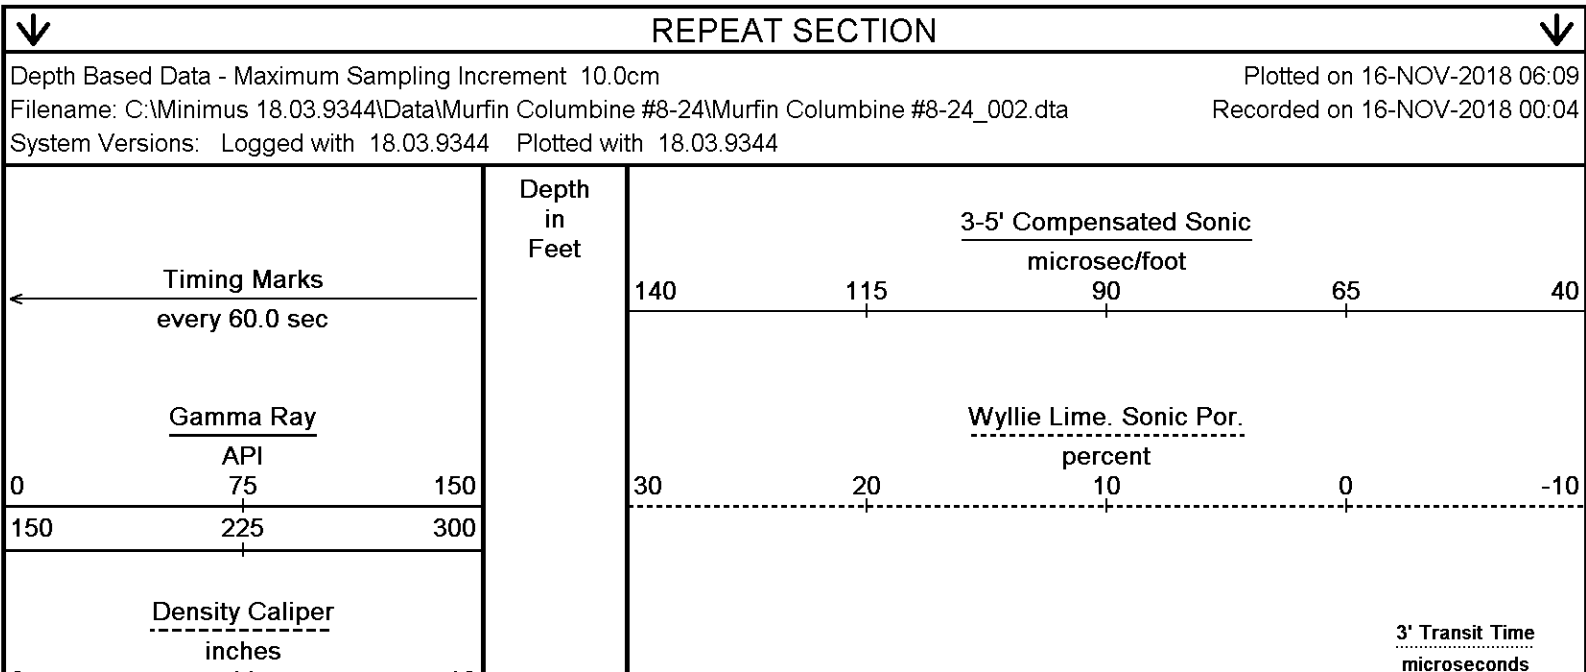 REPEAT SECTION
Depth Based Data - Maximum Sampling Increment 10.0cm Plotted on 16-NOV-2018 06:09
Filename: C:\Minimus 18.03.9344\Data\Murfin Columbine #8-24\Murfin Columbine #8-24_002.dta Recorded on 16-NOV-2018 00:04
System Versions: Logged with 18.03.9344 Plotted with 18.03.9344
Timing Marks
every 60.0 sec
Gamma Ray
API
0 75 150
150 225 300
Density Caliper
inches
Depth
in
Feet
3-5' Compensated Sonic
microsec/foot
140 115 90 65 40
Wyllie Lime. Sonic Por.
percent
30 20 10 0 -10
3' Transit Time
microseconds